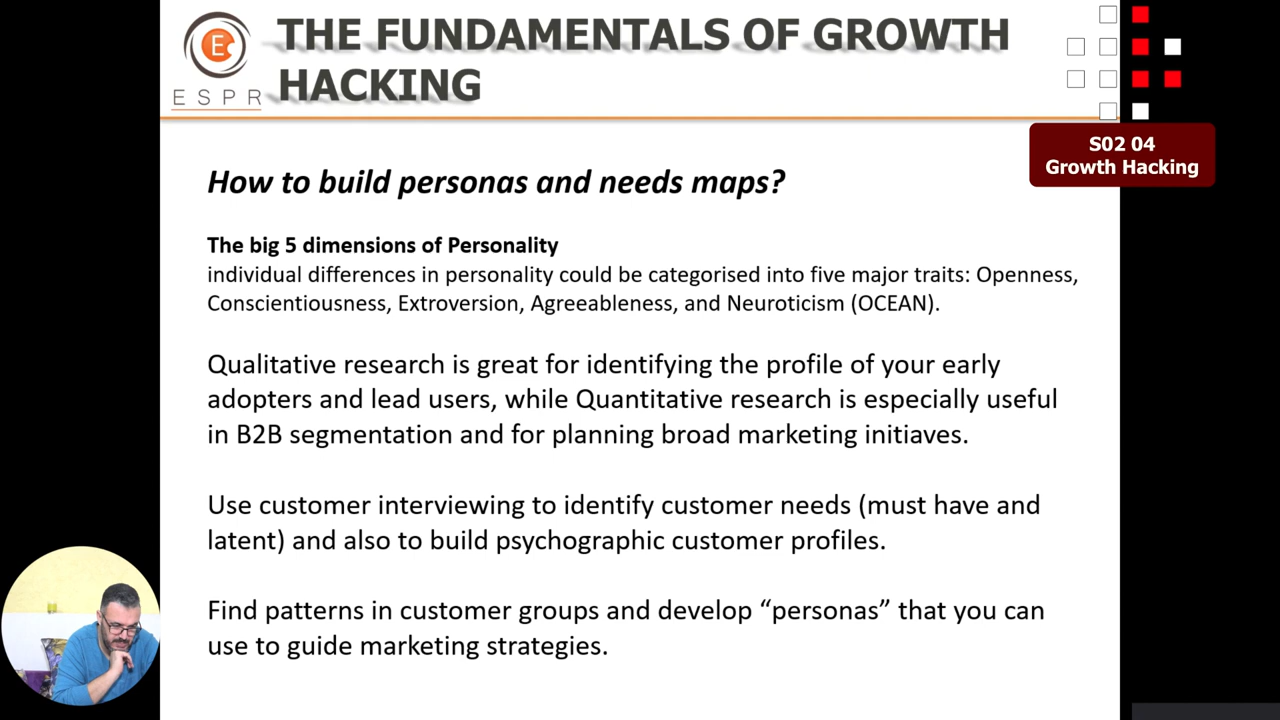 THE FUNDAMENTALS OF GROWTH
HACKING
E
ESPR
S02 04
Growth Hacking
How to build personas and needs maps?
The big 5 dimensions of Personality
individual differences in personality could be categorised into five major traits: Openness,
Conscientiousness, Extroversion, Agreeableness, and Neuroticism (OCEAN).
Qualitative research is great for identifying the profile of your early
adopters and lead users, while Quantitative research is especially useful
in B2B segmentation and for planning broad marketing initiaves.
Use customer interviewing to identify customer needs (must have and
latent) and also to build psychographic customer profiles.
Find patterns in customer groups and develop “personas” that you can
use to guide marketing strategies.